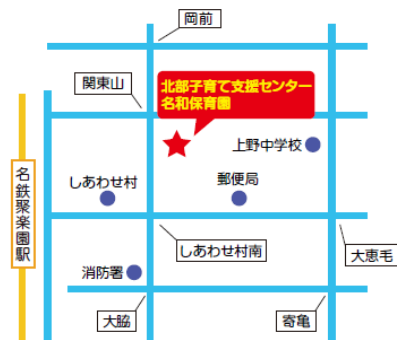 岡前
関東山
北部子育て支援センター
名和保育園
上野中学校
しあわせ村
郵便局
名鉄聚楽園駅
しあわせ村南
大恵毛
消防署
大脇
寄亀